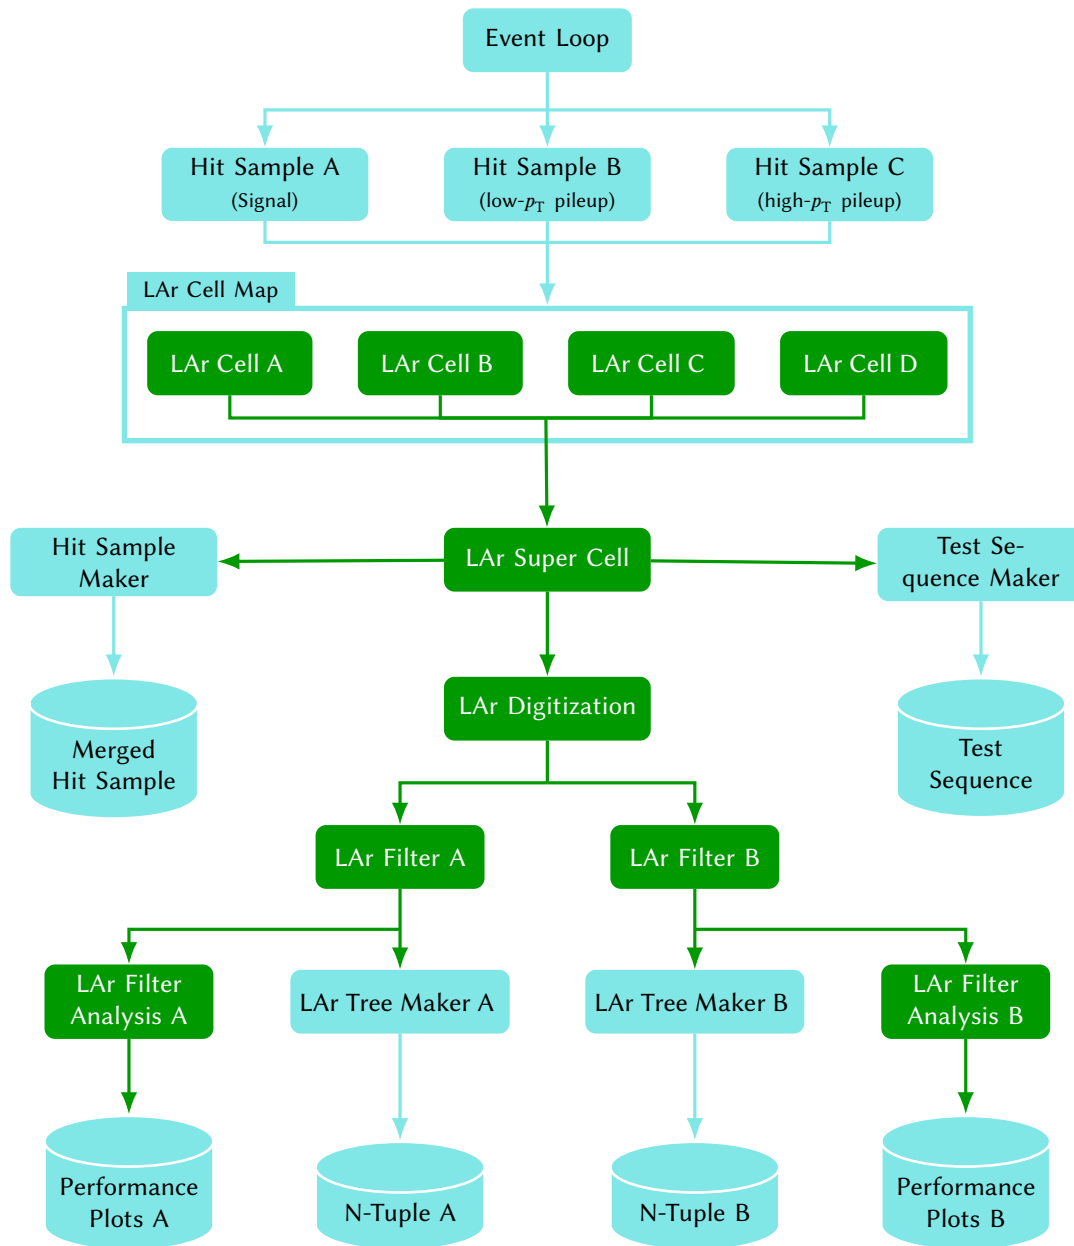 Event Loop
Hit Sample A
(Signal)
Hit Sample B
(low-pT pileup)
Hit Sample C
(high-pT pileup)
LAr Cell Map
LAr Cell A
LAr Cell B
LAr Cell C
LAr Cell D
Hit Sample
Maker
LAr Super Cell
Test Se-
quence Maker
Merged
Hit Sample
LAr Digitization
Test
Sequence
LAr Filter A
LAr Filter B
LAr Filter
Analysis A
LAr Tree Maker A
LAr Tree Maker B
LAr Filter
Analysis B
Performance
Plots A
N-Tuple A
N-Tuple B
Performance
Plots B